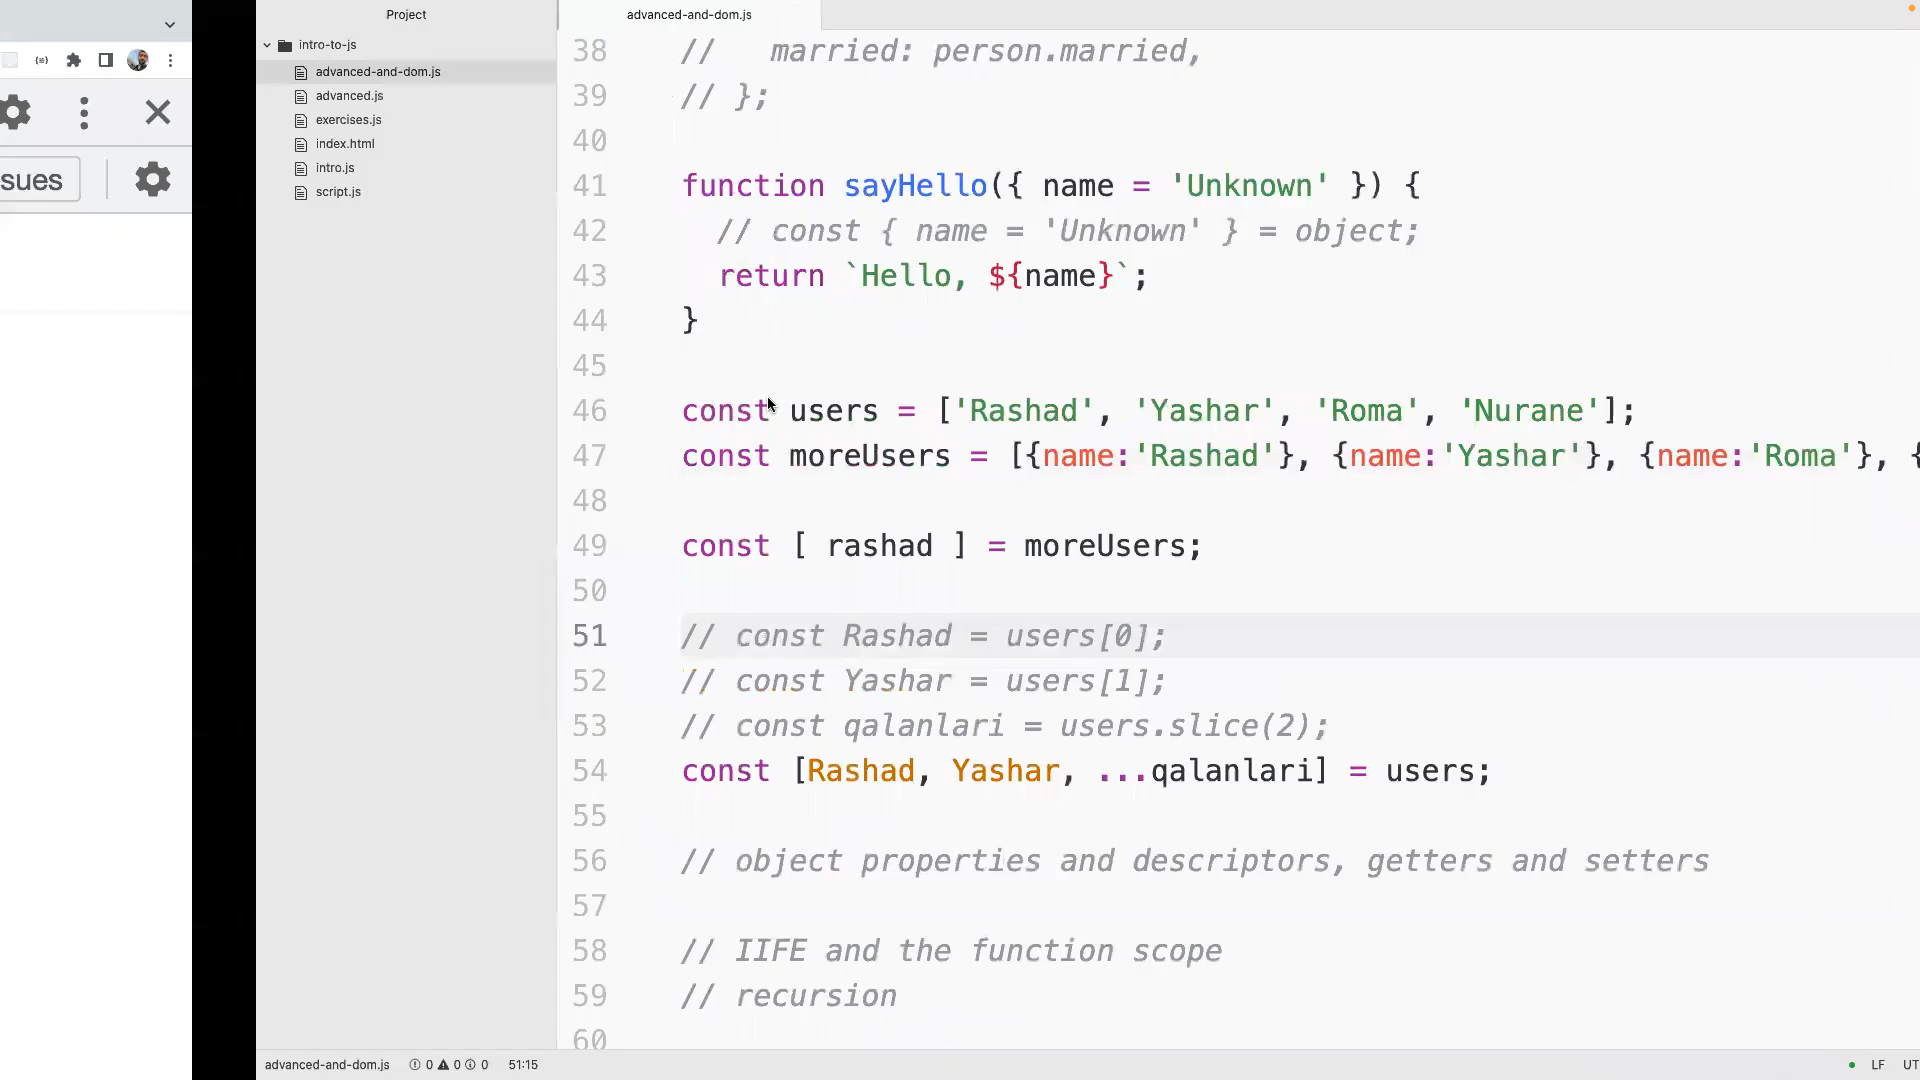 Project
advanced-and-dom.js
intro-to-js
advanced-and-dom.js
advanced.js
exercises.js
index.html
intro.js
script.js
sues
38 //   married: person.married,
39 // };
40
41 function sayHello({ name = 'Unknown' }) {
42   // const { name = 'Unknown' } = object;
43   return `Hello, ${name}`;
44 }
45
46 const users = ['Rashad', 'Yashar', 'Roma', 'Nurane'];
47 const moreUsers = [{name:'Rashad'}, {name:'Yashar'}, {name:'Roma'}, {
48
49 const [ rashad ] = moreUsers;
50
51 // const Rashad = users[0];
52 // const Yashar = users[1];
53 // const qalanlari = users.slice(2);
54 const [Rashad, Yashar, ...qalanlari] = users;
55
56 // object properties and descriptors, getters and setters
57
58 // IIFE and the function scope
59 // recursion
60
advanced-and-dom.js 0 0 0 51:15
LF UT